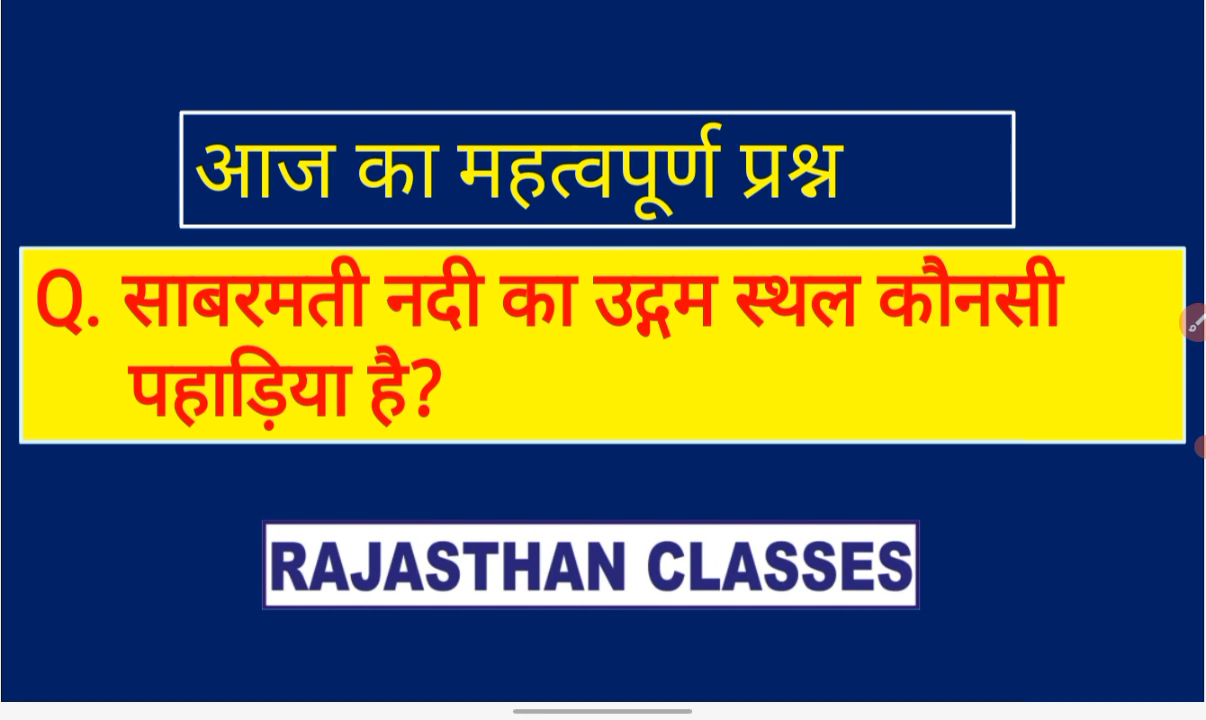 आज का महत्वपूर्ण प्रश्न
Q. साबरमती नदी का उद्गम स्थल कौनसी
पहाड़िया है?
RAJASTHAN CLASSES